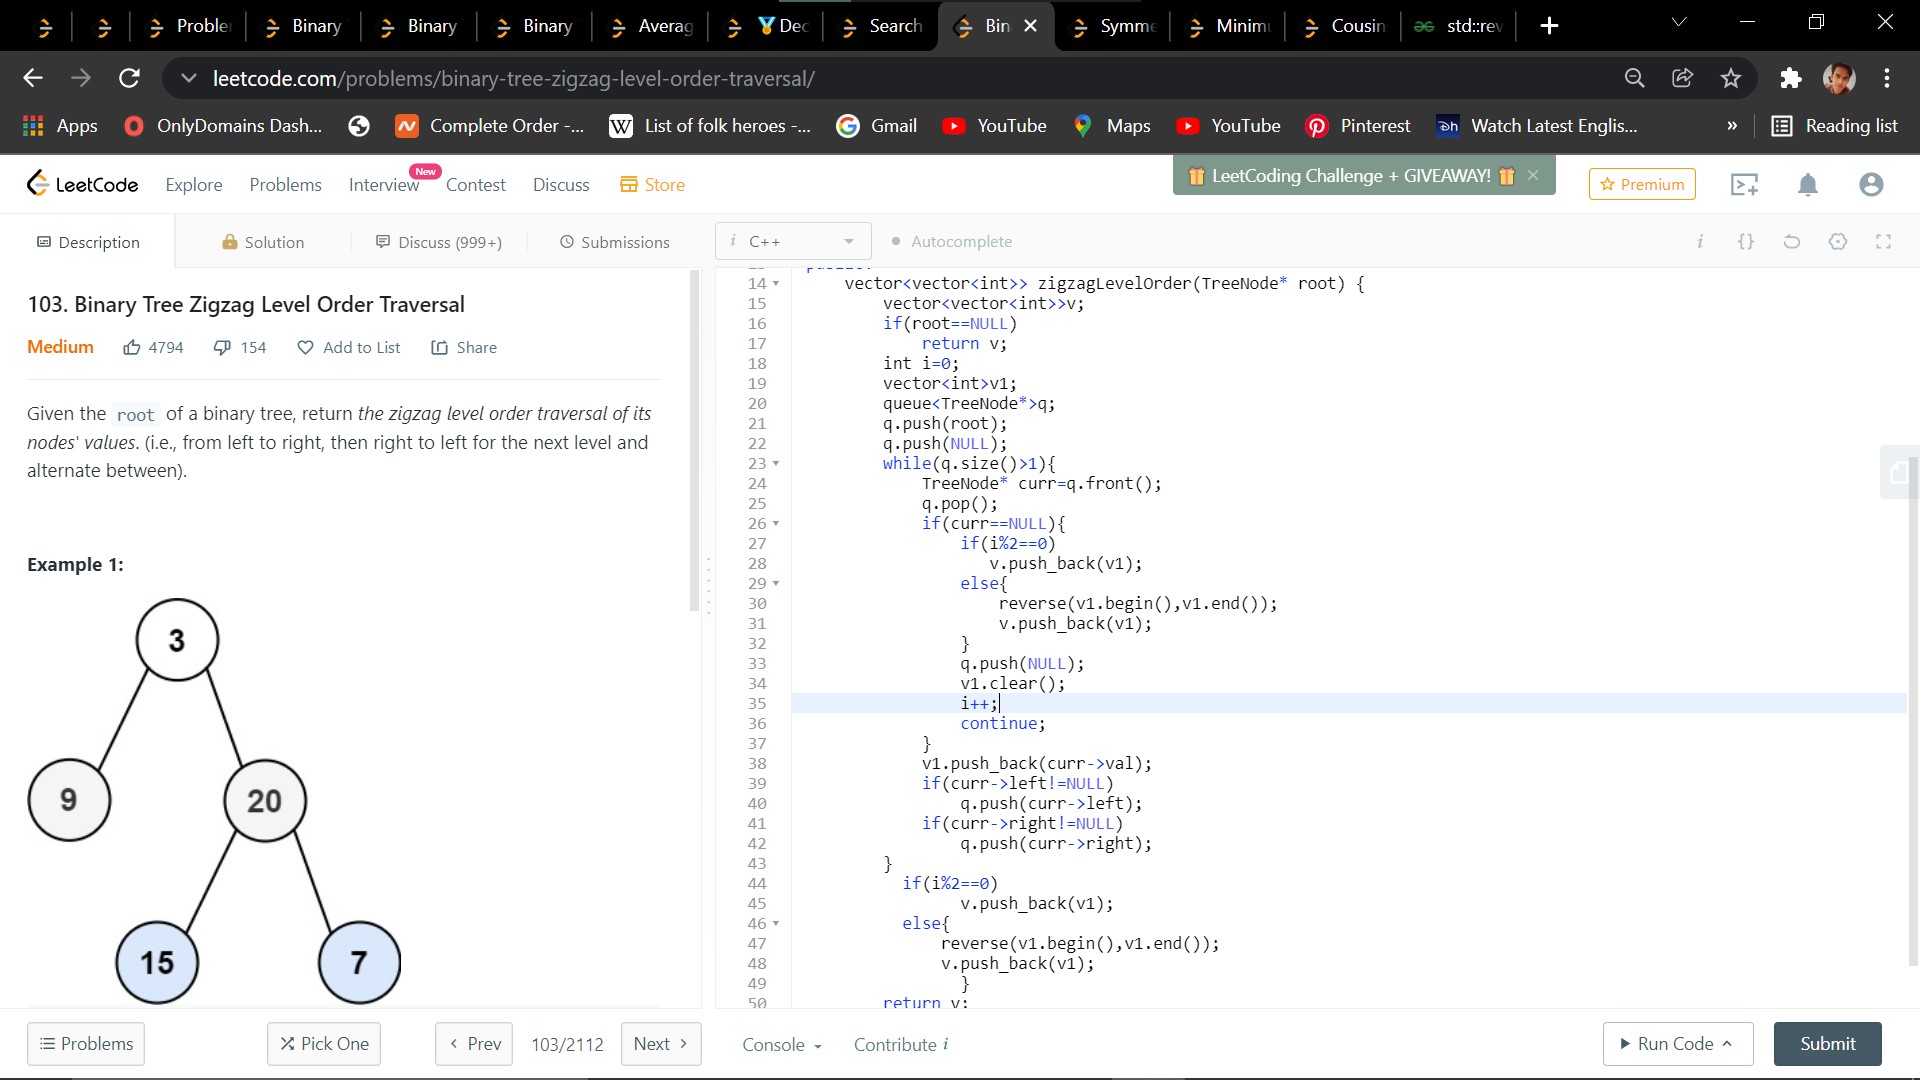 Problem
Binary
Binary
Binary
Averag
Dec
Search
Bin
Symme
Minimu
Cousin
std::rev
leetcode.com/problems/binary-tree-zigzag-level-order-traversal/
Apps
OnlyDomains Dash...
Complete Order -...
W List of folk heroes -...
Gmail
YouTube
Maps
YouTube
Pinterest
Watch Latest Englis...
»
Reading list
LeetCode
Explore
Problems
Interview
New
Contest
Discuss
Store
LeetCoding Challenge + GIVEAWAY!
Premium
Description
Solution
Discuss (999+)
Submissions
i C++
Autocomplete
i {}
103. Binary Tree Zigzag Level Order Traversal
Medium
4794
154
Add to List
Share
Given the root of a binary tree, return the zigzag level order traversal of its
nodes' values. (i.e., from left to right, then right to left for the next level and
alternate between).
Example 1:
3
9
20
15
7
14 vector<vector<int>> zigzagLevelOrder(TreeNode* root) {
15 vector<vector<int>>v;
16 if(root==NULL)
17 return v;
18 int i=0;
19 vector<int>v1;
20 queue<TreeNode*>q;
21 q.push(root);
22 q.push(NULL);
23 while(q.size()>1){
24 TreeNode* curr=q.front();
25 q.pop();
26 if(curr==NULL){
27 if(i%2==0)
28 v.push_back(v1);
29 else{
30 reverse(v1.begin(),v1.end());
31 v.push_back(v1);
32 }
33 q.push(NULL);
34 v1.clear();
35 i++;
36 continue;
37 }
38 v1.push_back(curr->val);
39 if(curr->left!=NULL)
40 q.push(curr->left);
41 if(curr->right!=NULL)
42 q.push(curr->right);
43 }
44 if(i%2==0)
45 v.push_back(v1);
46 else{
47 reverse(v1.begin(),v1.end());
48 v.push_back(v1);
49 }
50 return v;
Problems
Pick One
Prev
103/2112
Next
Console
Contribute i
Run Code
Submit